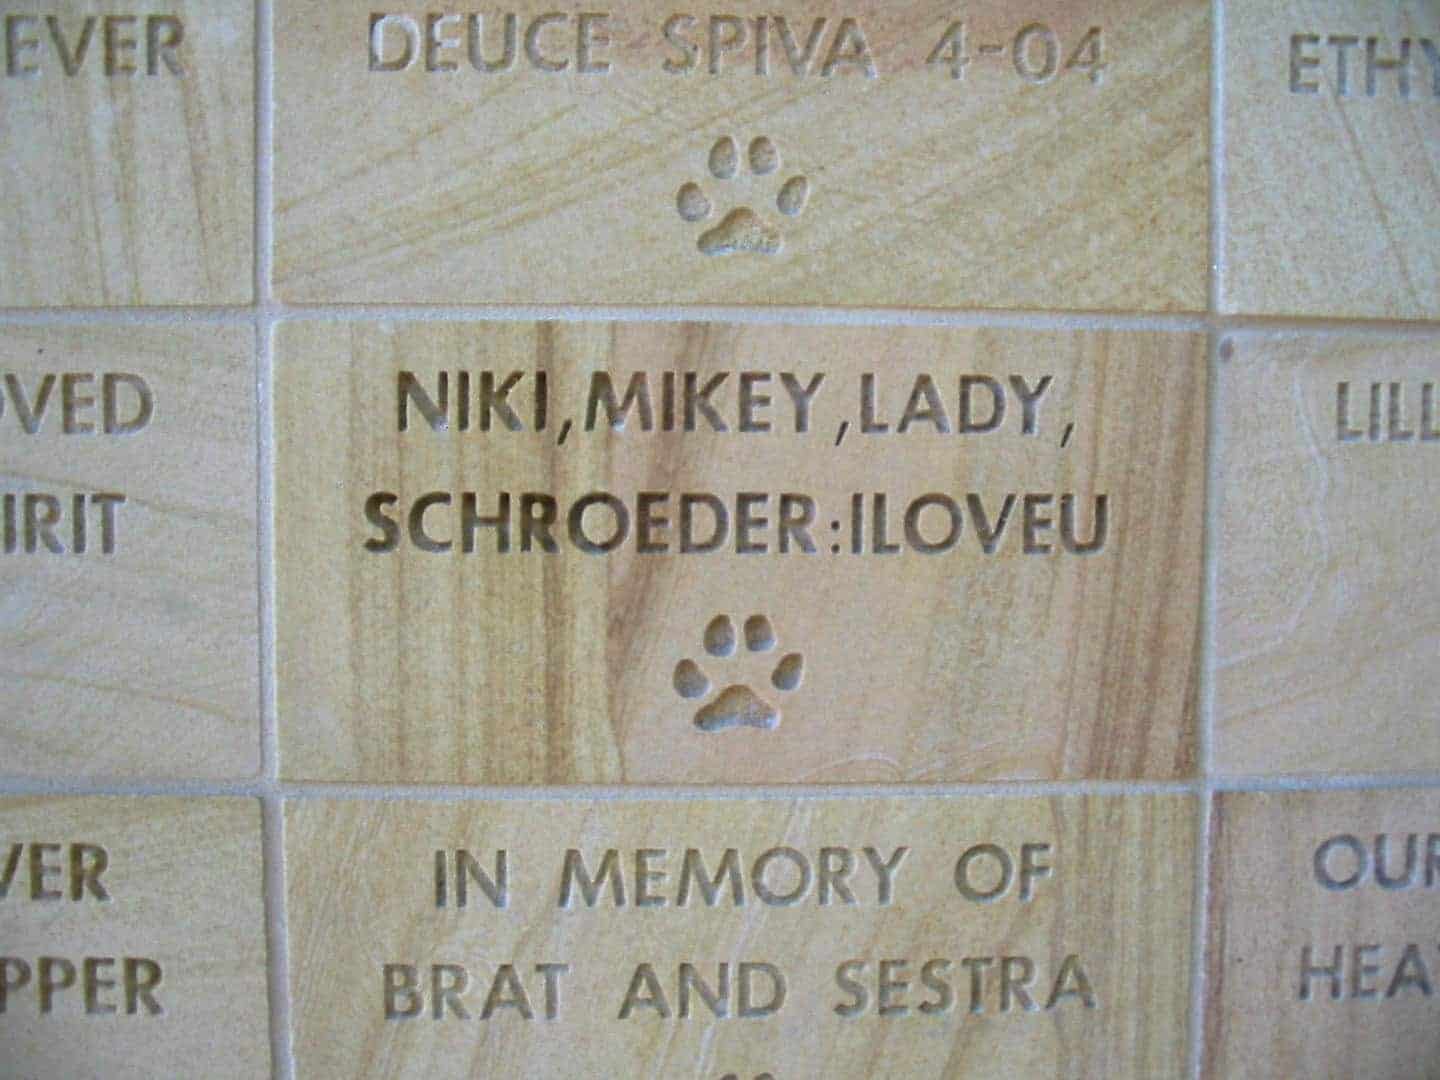 EVER
DEUCE SPIVA 4-04
ETHY
OVED
IRIT
NIKI,MIKEY,LADY,
SCHROEDER:ILOVEU
LILL
VER
PPER
IN MEMORY OF
BRAT AND SESTRA
OUR
HEA